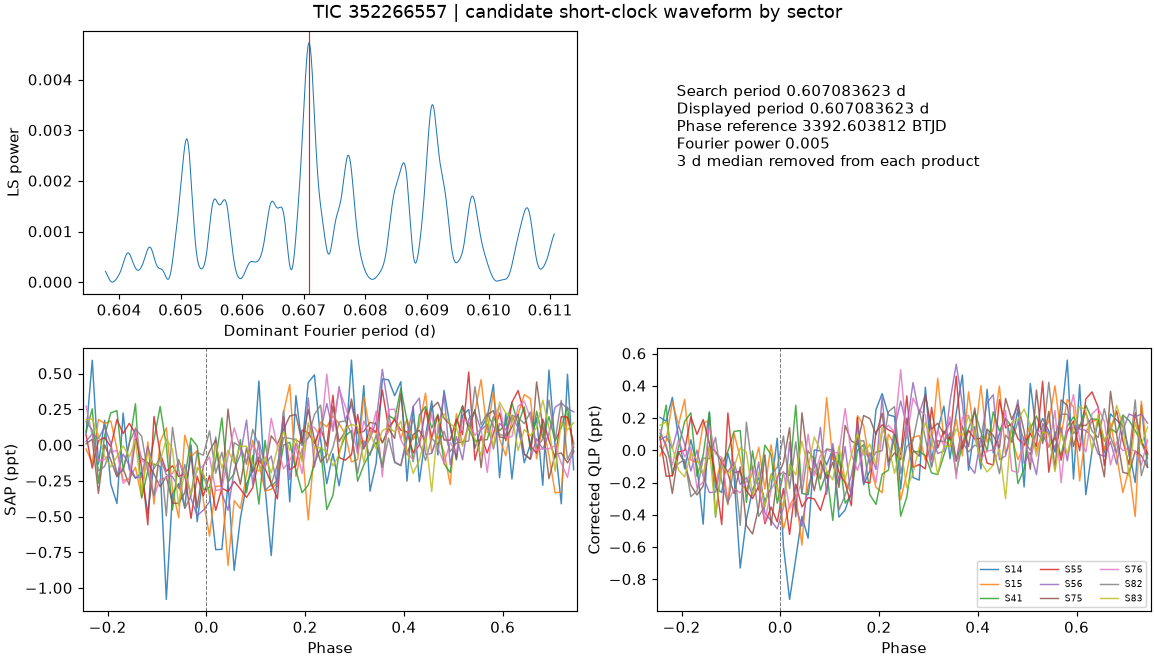 TIC 352266557 | candidate short-clock waveform by sector
LS power
0.004
0.003
0.002
0.001
0.000
0.604 0.605 0.606 0.607 0.608 0.609 0.610 0.611
Dominant Fourier period (d)
Search period 0.607083623 d
Displayed period 0.607083623 d
Phase reference 3392.603812 BTJD
Fourier power 0.005
3 d median removed from each product
SAP (ppt)
0.50
0.25
0.00
−0.25
−0.50
−0.75
−1.00
−0.2 0.0 0.2 0.4 0.6
Phase
Corrected QLP (ppt)
0.6
0.4
0.2
0.0
−0.2
−0.4
−0.6
−0.8
S14 S55 S76
S15 S56 S82
S41 S75 S83
−0.2 0.0 0.2 0.4 0.6
Phase